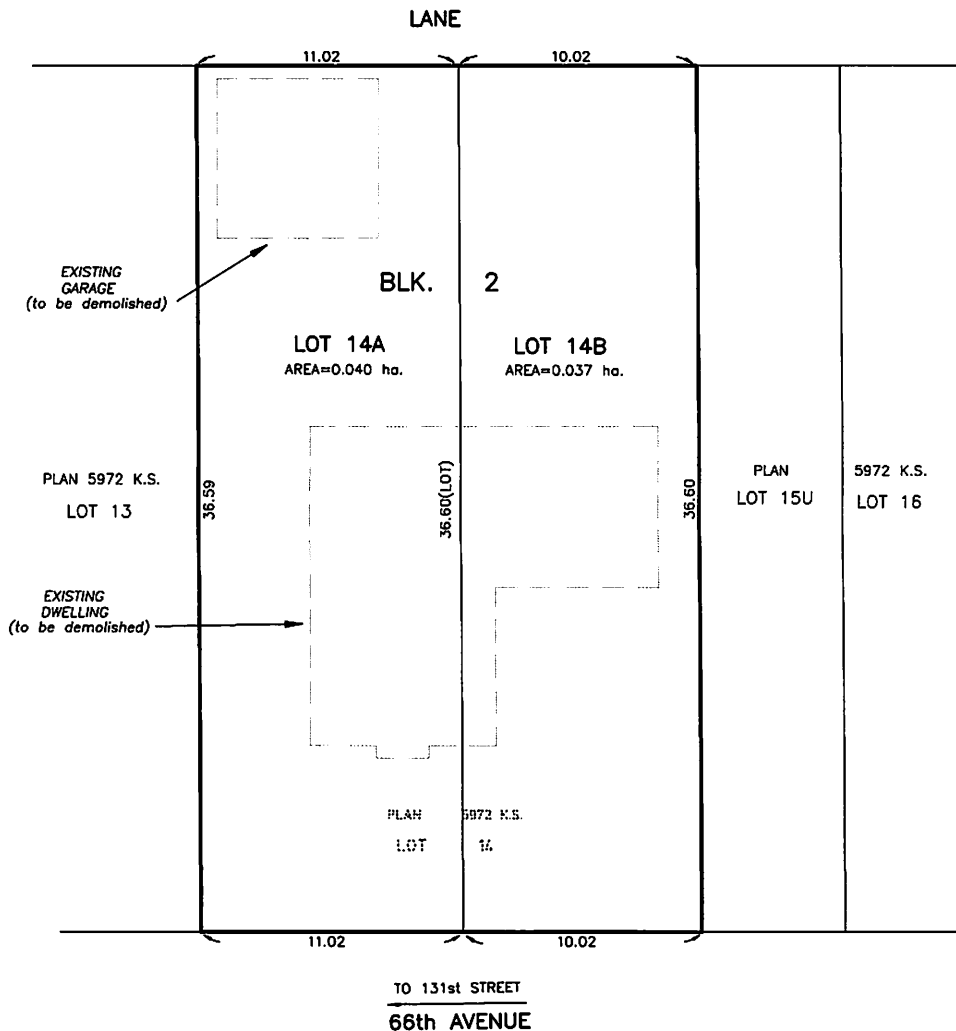 LANE
11.02 10.02
EXISTING
GARAGE
(to be demolished)
BLK. 2
LOT 14A
AREA=0.040 ha.
LOT 14B
AREA=0.037 ha.
PLAN 5972 K.S.
LOT 13
36.59
36.60(LOT)
36.60
PLAN 5972 K.S.
LOT 15U LOT 16
EXISTING
DWELLING
(to be demolished)
PLAN 5972 K.S.
LOT 14
11.02 10.02
TO 131st STREET
66th AVENUE